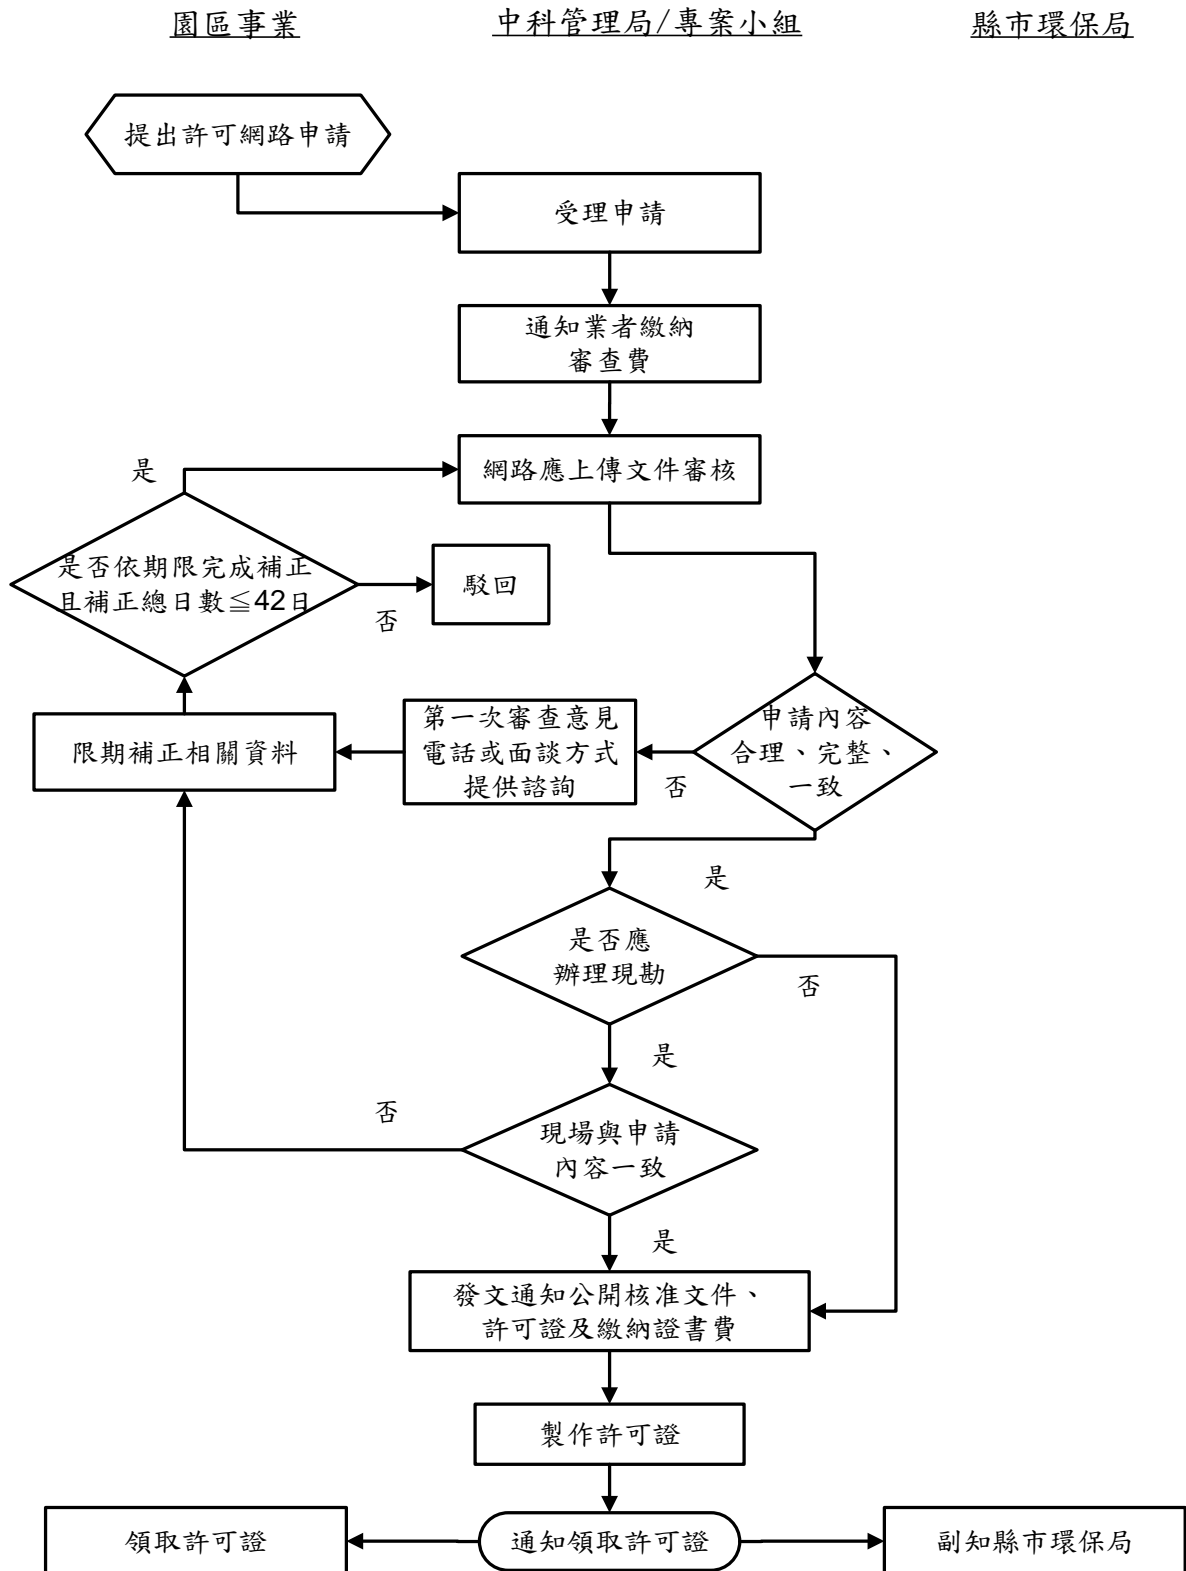 園區事業
中科管理局/專案小組
縣市環保局
提出許可網路申請
受理申請
通知業者繳納
審查費
是
網路應上傳文件審核
是否依期限完成補正
且補正總日數≦42日
否
駁回
限期補正相關資料
第一次審查意見
電話或面談方式
提供諮詢
否
申請內容
合理、完整、
一致
是
是否應
辦理現勘
否
是
否
現場與申請
內容一致
是
發文通知公開核准文件、
許可證及繳納證書費
製作許可證
領取許可證
通知領取許可證
副知縣市環保局